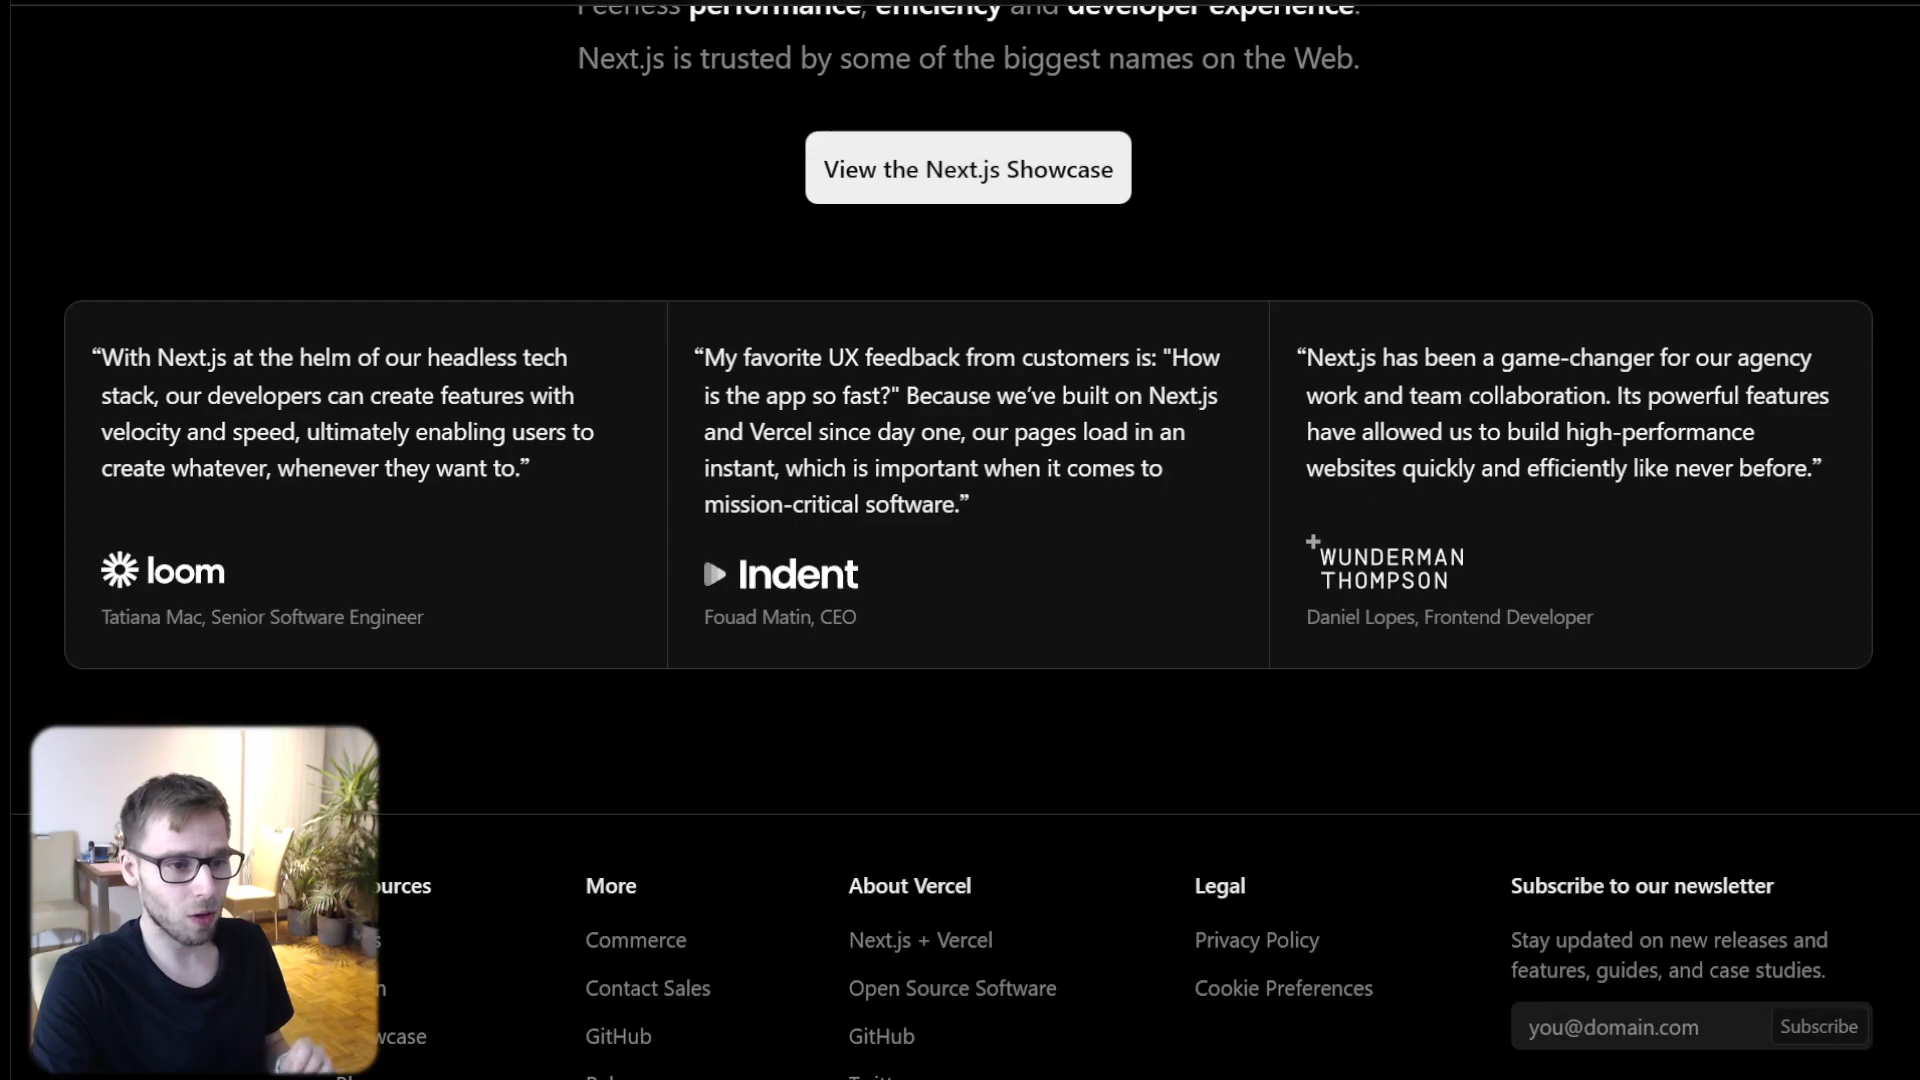 Peerless performance, efficiency and developer experience.
Next.js is trusted by some of the biggest names on the Web.
View the Next.js Showcase
“With Next.js at the helm of our headless tech
stack, our developers can create features with
velocity and speed, ultimately enabling users to
create whatever, whenever they want to.”
loom
Tatiana Mac, Senior Software Engineer
“My favorite UX feedback from customers is: "How
is the app so fast?" Because we’ve built on Next.js
and Vercel since day one, our pages load in an
instant, which is important when it comes to
mission-critical software.”
Indent
Fouad Matin, CEO
“Next.js has been a game-changer for our agency
work and team collaboration. Its powerful features
have allowed us to build high-performance
websites quickly and efficiently like never before.”
WUNDERMAN
THOMPSON
Daniel Lopes, Frontend Developer
ources
wcase
More
Commerce
Contact Sales
GitHub
About Vercel
Next.js + Vercel
Open Source Software
GitHub
Legal
Privacy Policy
Cookie Preferences
Subscribe to our newsletter
Stay updated on new releases and
features, guides, and case studies.
you@domain.com
Subscribe